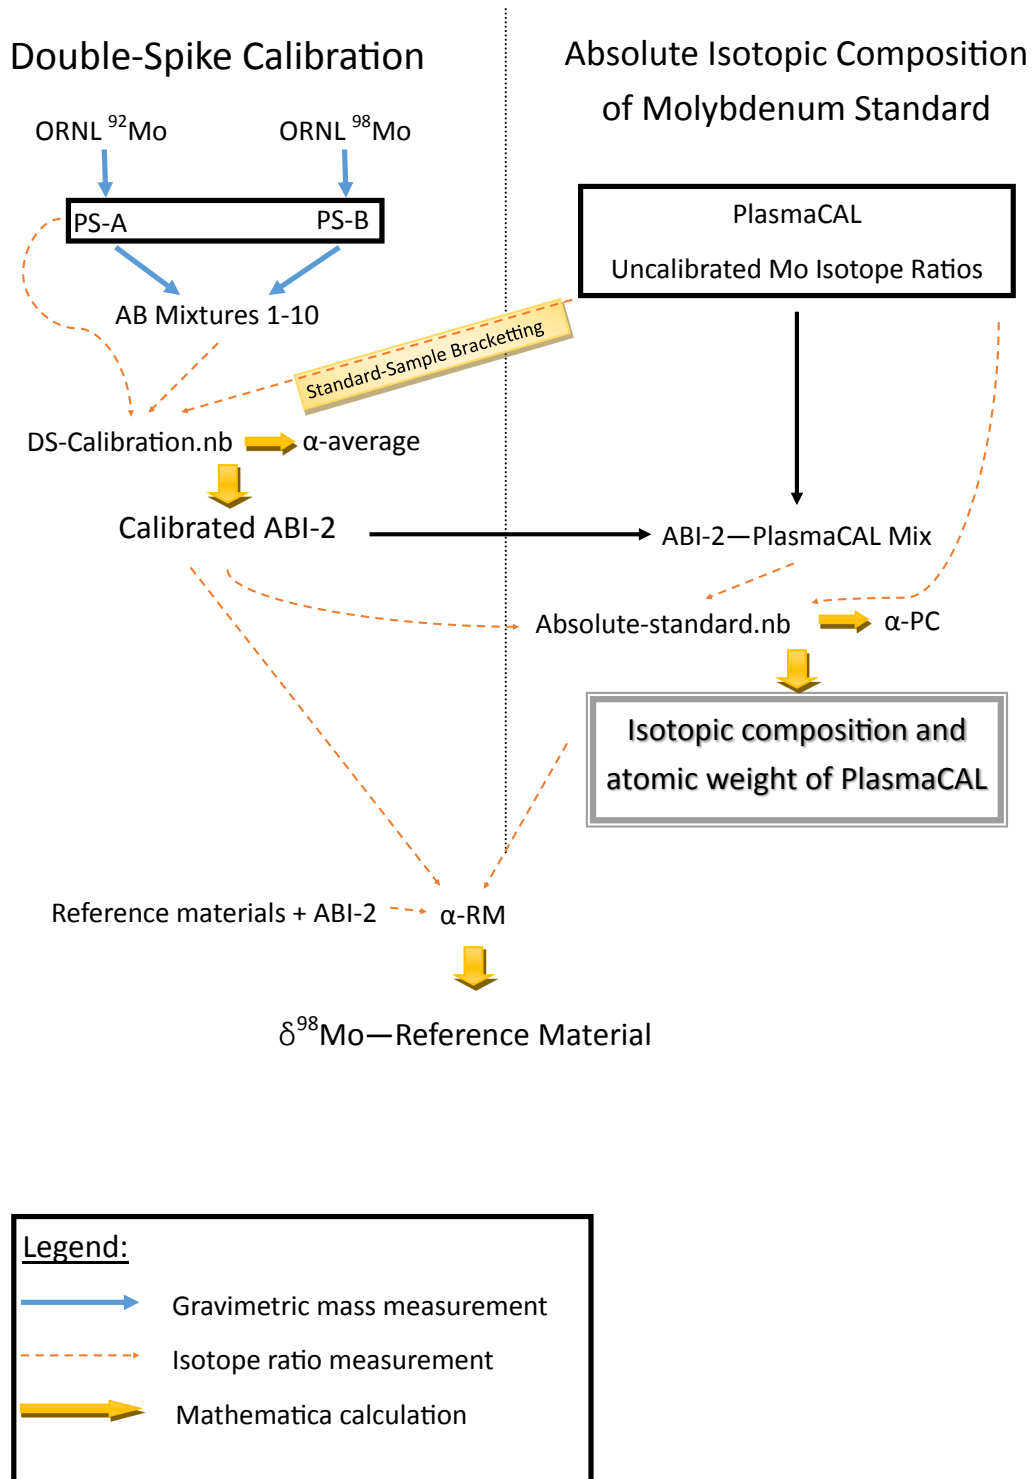 Double-Spike Calibration
ORNL ⁹²Mo
ORNL ⁹⁸Mo
PS-A
PS-B
AB Mixtures 1-10
Standard-Sample Bracketting
DS-Calibration.nb
α-average
Calibrated ABI-2
Absolute Isotopic Composition
of Molybdenum Standard
PlasmaCAL
Uncalibrated Mo Isotope Ratios
ABI-2—PlasmaCAL Mix
Absolute-standard.nb
α-PC
Isotopic composition and
atomic weight of PlasmaCAL
Reference materials + ABI-2
α-RM
δ⁹⁸Mo—Reference Material
Legend:
Gravimetric mass measurement
Isotope ratio measurement
Mathematica calculation